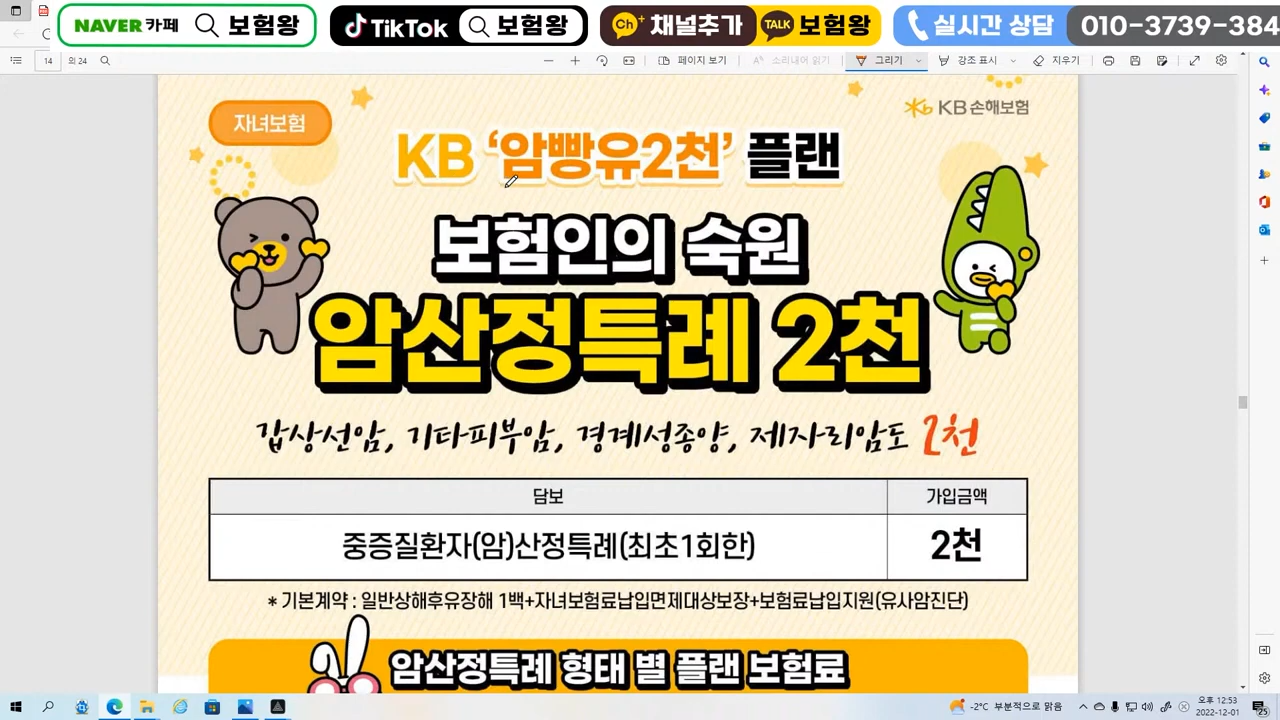 NAVER 카페 보험왕
TikTok 보험왕
Ch+ 채널추가 TALK 보험왕
실시간 상담 010-3739-384
14 의 24
페이지 보기
소리내어 읽기
그리기
강조 표시
지우기
자녀보험
KB 손해보험
KB ‘암빵유2천’ 플랜
보험인의 숙원
암산정특례 2천
갑상선암, 기타피부암, 경계성종양, 제자리암도 2천
담보 가입금액
중증질환자(암)산정특례(최초1회한) 2천
* 기본계약 : 일반상해후유장해 1백+자녀보험료납입면제대상보장+보험료납입지원(유사암진단)
암산정특례 형태 별 플랜 보험료
-2°C 부분적으로 맑음
오후 12:53
2022-12-01
25